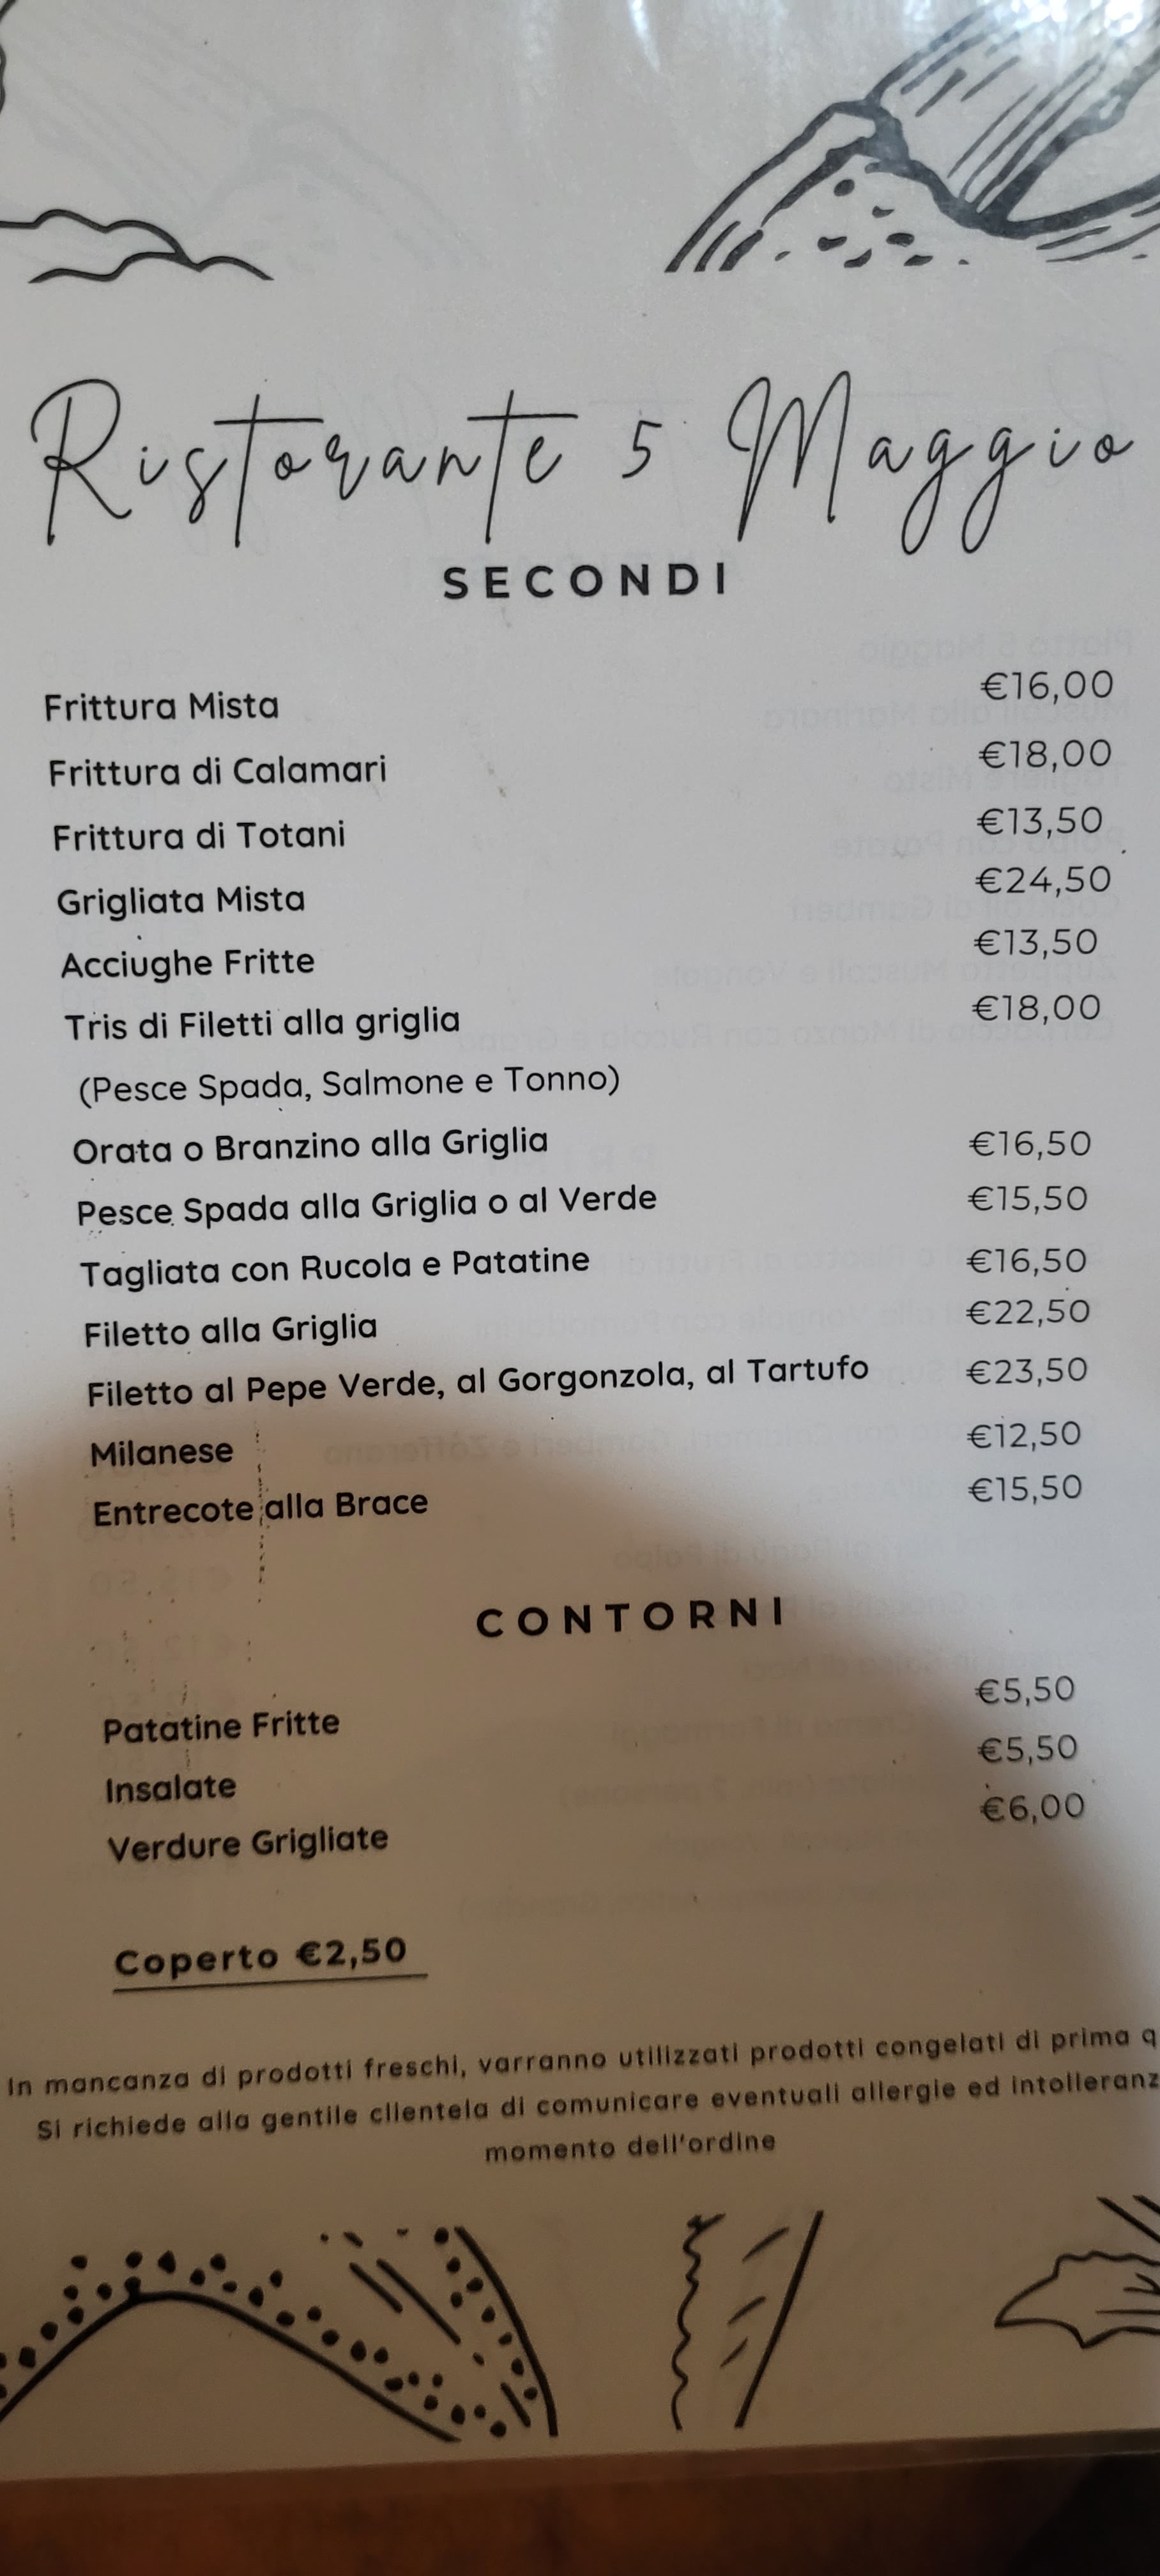 Ristorante 5 Maggio
SECONDI
Frittura Mista €16,00
Frittura di Calamari €18,00
Frittura di Totani €13,50
Grigliata Mista €24,50
Acciughe Fritte €13,50
Tris di Filetti alla griglia €18,00
(Pesce Spada, Salmone e Tonno)
Orata o Branzino alla Griglia €16,50
Pesce Spada alla Griglia o al Verde €15,50
Tagliata con Rucola e Patatine €16,50
Filetto alla Griglia €22,50
Filetto al Pepe Verde, al Gorgonzola, al Tartufo €23,50
Milanese €12,50
Entrecote alla Brace €15,50
CONTORNI
Patatine Fritte €5,50
Insalate €5,50
Verdure Grigliate €6,00
Coperto €2,50
In mancanza di prodotti freschi, varranno utilizzati prodotti congelati di prima q
Si richiede alla gentile clientela di comunicare eventuali allergie ed intolleranz
momento dell'ordine